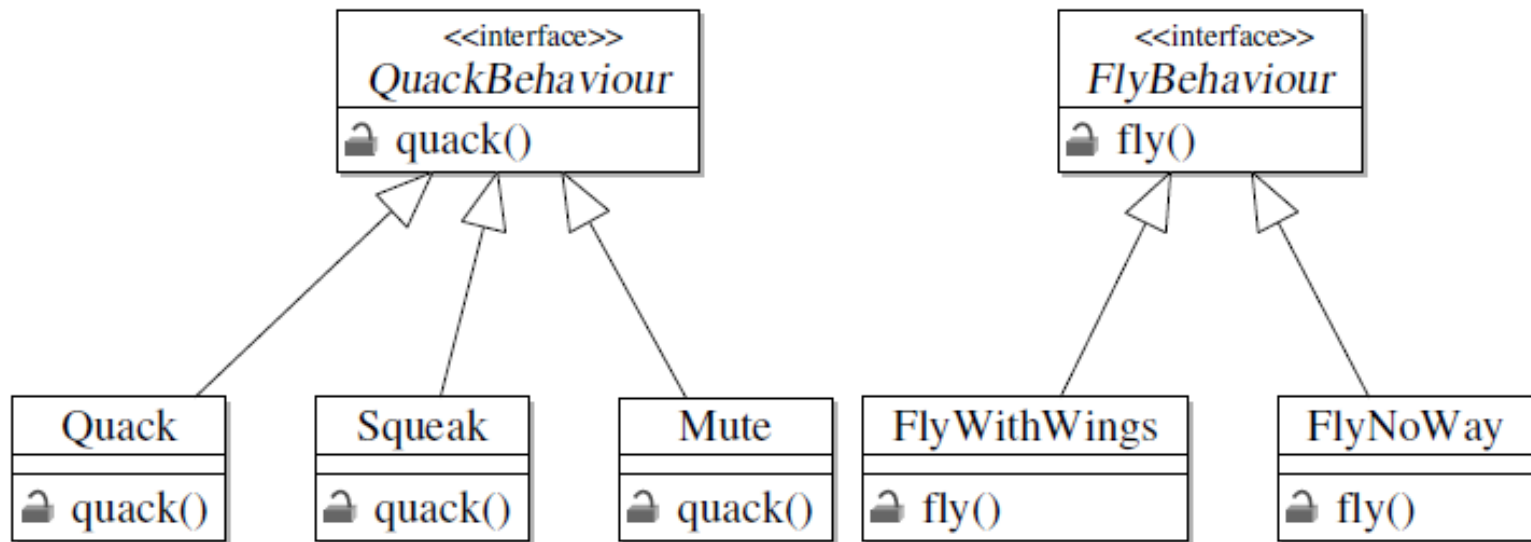 <<interface>>
QuackBehaviour
quack()
<<interface>>
FlyBehaviour
fly()
Quack
quack()
Squeak
quack()
Mute
quack()
FlyWithWings
fly()
FlyNoWay
fly()